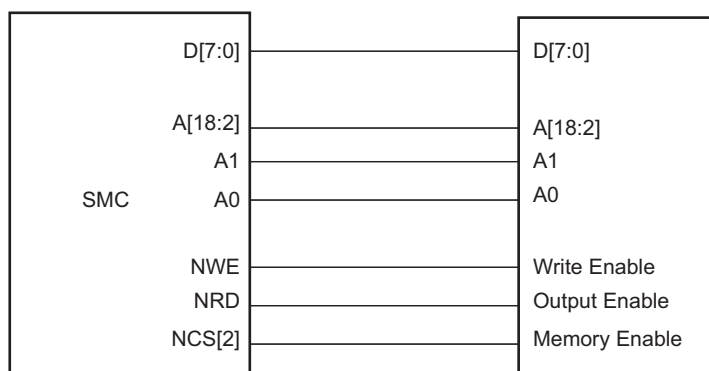 D[7:0] D[7:0]
A[18:2] A[18:2]
A1 A1
SMC A0 A0
NWE Write Enable
NRD Output Enable
NCS[2] Memory Enable